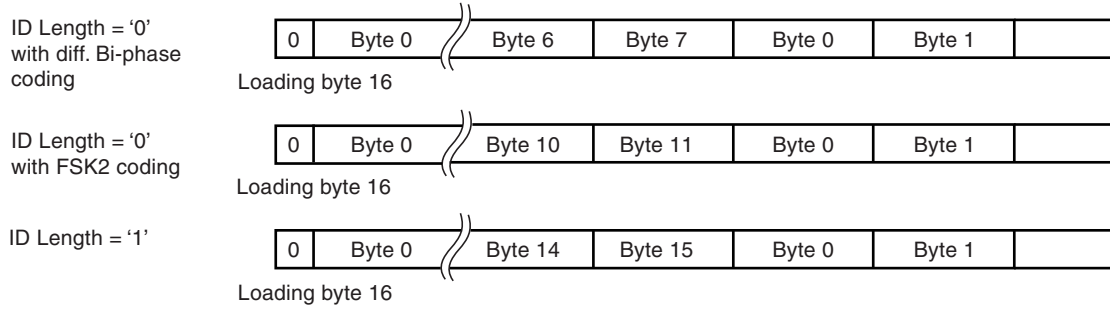 ID Length = ‘0’
with diff. Bi-phase
coding
0 Byte 0 Byte 6 Byte 7 Byte 0 Byte 1
Loading byte 16
ID Length = ‘0’
with FSK2 coding
0 Byte 0 Byte 10 Byte 11 Byte 0 Byte 1
Loading byte 16
ID Length = ‘1’
0 Byte 0 Byte 14 Byte 15 Byte 0 Byte 1
Loading byte 16